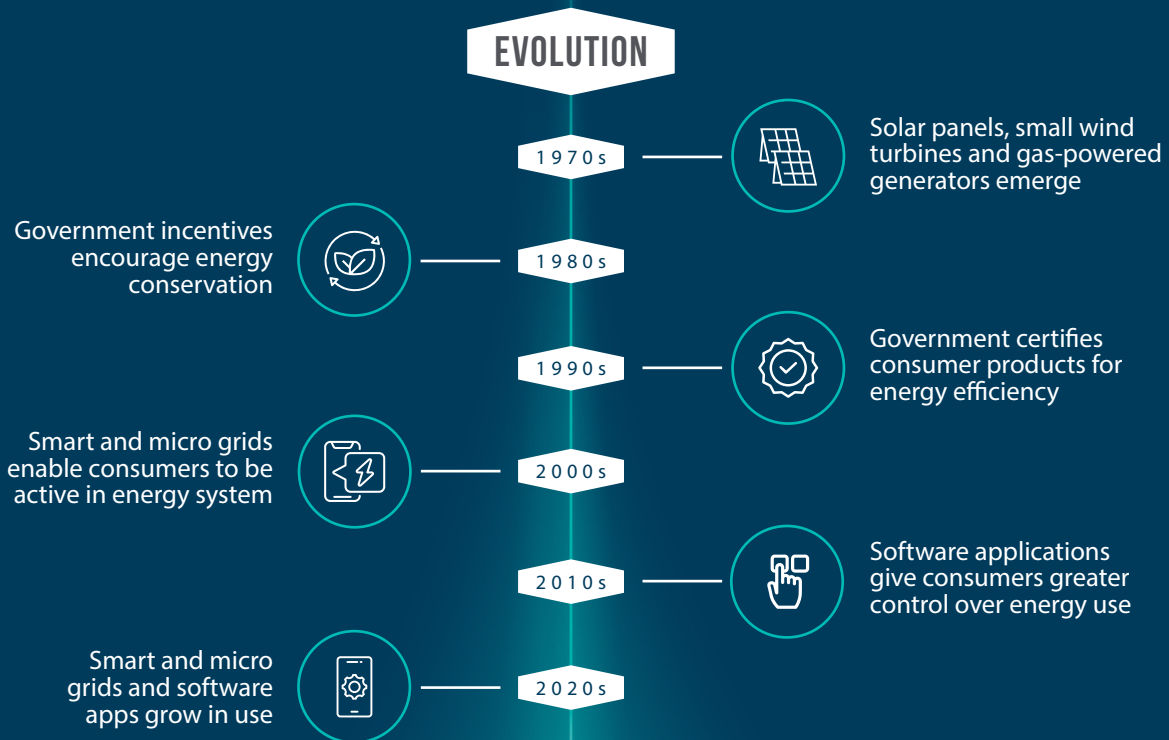 EVOLUTION
1970s
Solar panels, small wind
turbines and gas-powered
generators emerge
Government incentives
encourage energy
conservation
1980s
1990s
Government certifies
consumer products for
energy efficiency
Smart and micro grids
enable consumers to be
active in energy system
2000s
2010s
Software applications
give consumers greater
control over energy use
Smart and micro
grids and software
apps grow in use
2020s